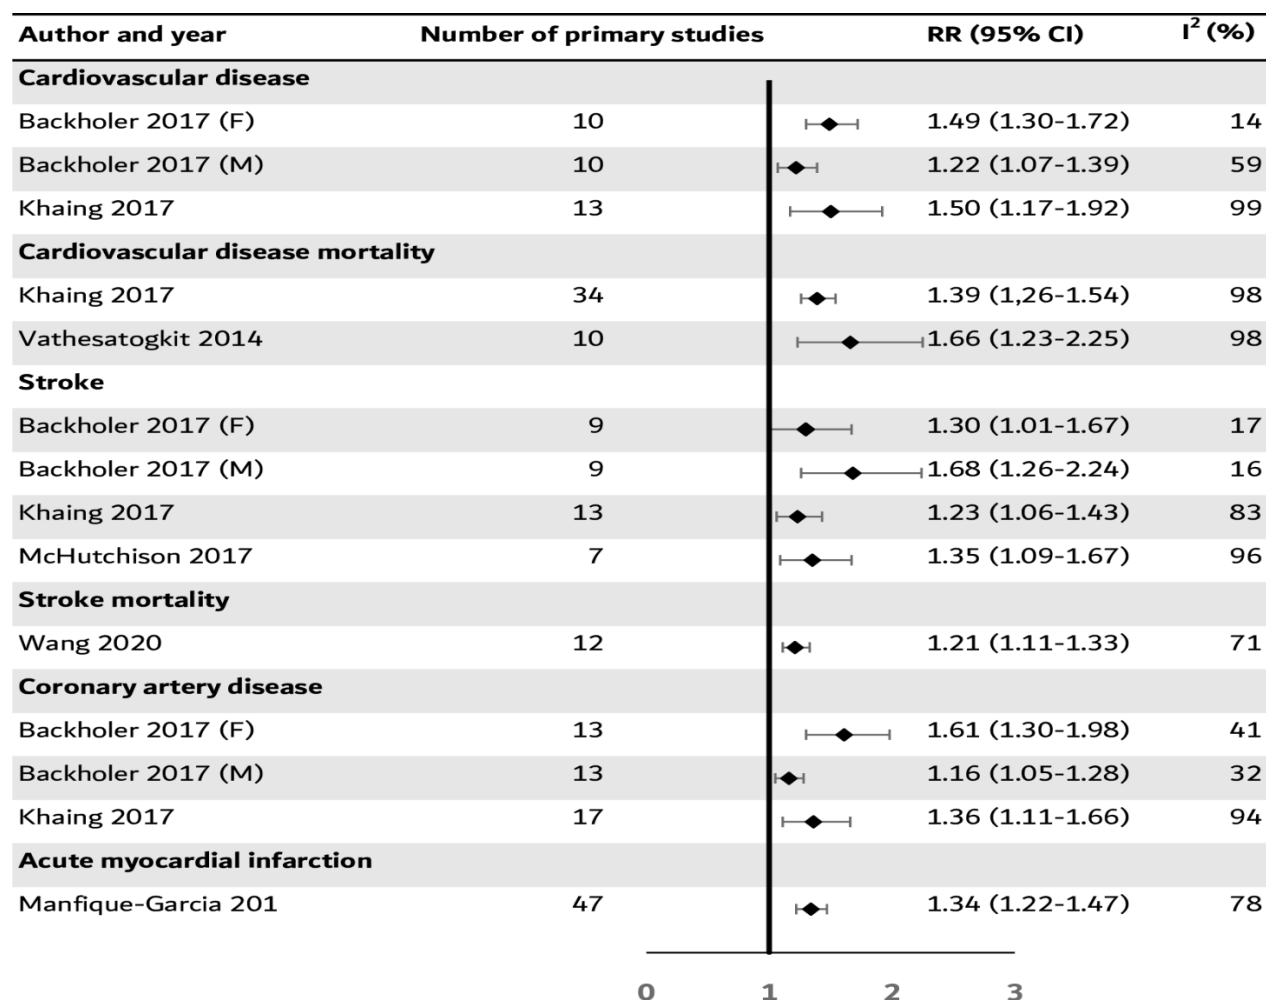 Author and year Number of primary studies RR (95% CI) I² (%)
Cardiovascular disease
Backholer 2017 (F) 10 1.49 (1.30-1.72) 14
Backholer 2017 (M) 10 1.22 (1.07-1.39) 59
Khaing 2017 13 1.50 (1.17-1.92) 99
Cardiovascular disease mortality
Khaing 2017 34 1.39 (1,26-1.54) 98
Vathesatogkit 2014 10 1.66 (1.23-2.25) 98
Stroke
Backholer 2017 (F) 9 1.30 (1.01-1.67) 17
Backholer 2017 (M) 9 1.68 (1.26-2.24) 16
Khaing 2017 13 1.23 (1.06-1.43) 83
McHutchison 2017 7 1.35 (1.09-1.67) 96
Stroke mortality
Wang 2020 12 1.21 (1.11-1.33) 71
Coronary artery disease
Backholer 2017 (F) 13 1.61 (1.30-1.98) 41
Backholer 2017 (M) 13 1.16 (1.05-1.28) 32
Khaing 2017 17 1.36 (1.11-1.66) 94
Acute myocardial infarction
Manfique-Garcia 201 47 1.34 (1.22-1.47) 78
0 1 2 3